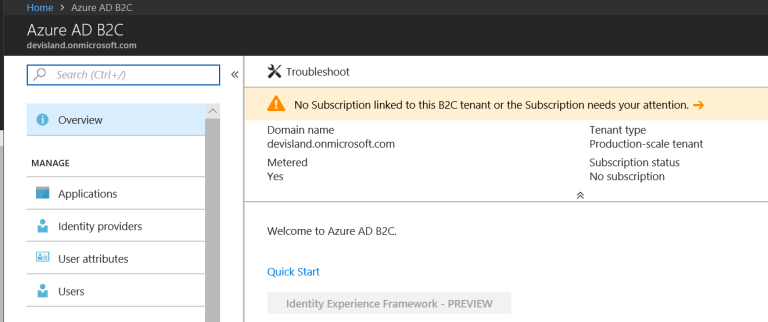 Home > Azure AD B2C
Azure AD B2C
devisland.onmicrosoft.com
Search (Ctrl+/)
«
Overview
MANAGE
Applications
Identity providers
User attributes
Users
Troubleshoot
No Subscription linked to this B2C tenant or the Subscription needs your attention. →
Domain name
devisland.onmicrosoft.com
Tenant type
Production-scale tenant
Metered
Yes
Subscription status
No subscription
Welcome to Azure AD B2C.
Quick Start
Identity Experience Framework - PREVIEW